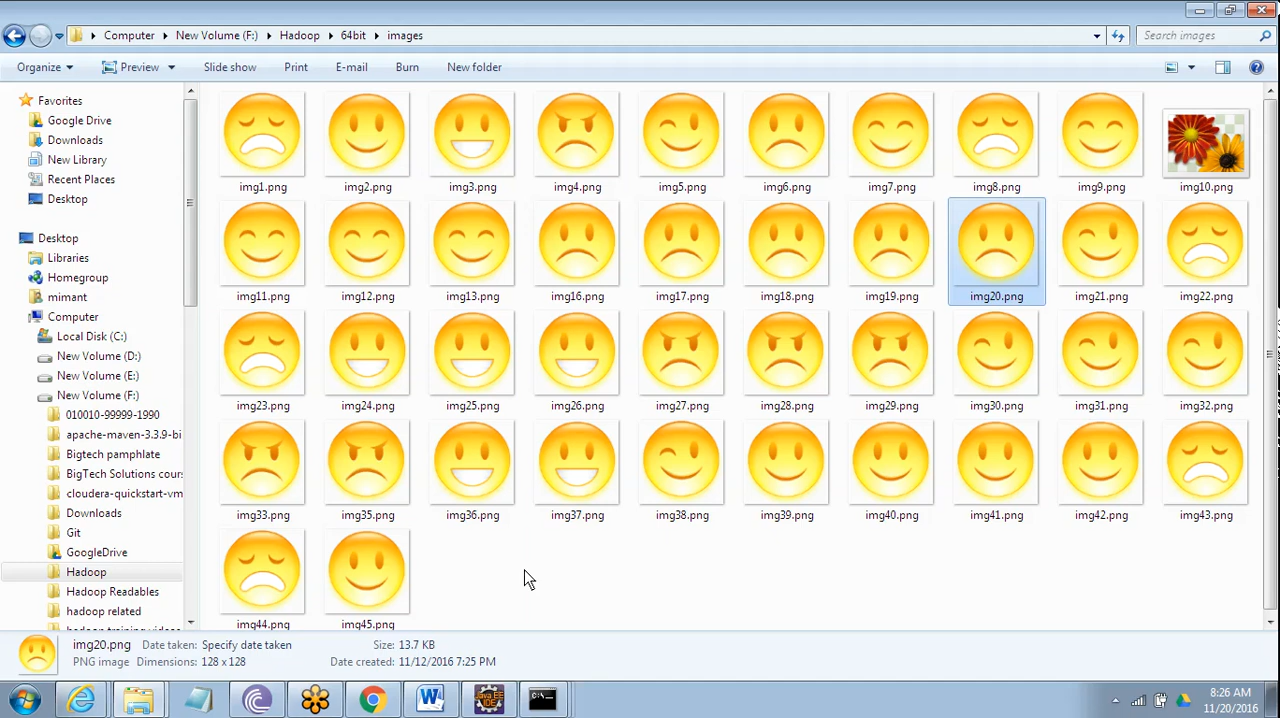 Computer ▸ New Volume (F:) ▸ Hadoop ▸ 64bit ▸ images
Search images
Organize Preview Slide show Print E-mail Burn New folder
Favorites
Google Drive
Downloads
New Library
Recent Places
Desktop
Desktop
Libraries
Homegroup
mimant
Computer
Local Disk (C:)
New Volume (D:)
New Volume (E:)
New Volume (F:)
010010-99999-1990
apache-maven-3.3.9-bi
Bigtech pamphlate
BigTech Solutions cours
cloudera-quickstart-vm
Downloads
Git
GoogleDrive
Hadoop
Hadoop Readables
hadoop related
hadoop training videos
img1.png img2.png img3.png img4.png img5.png img6.png img7.png img8.png img9.png img10.png
img11.png img12.png img13.png img16.png img17.png img18.png img19.png img20.png img21.png img22.png
img23.png img24.png img25.png img26.png img27.png img28.png img29.png img30.png img31.png img32.png
img33.png img35.png img36.png img37.png img38.png img39.png img40.png img41.png img42.png img43.png
img44.png img45.png
img20.png Date taken: Specify date taken Size: 13.7 KB
PNG image Dimensions: 128 x 128 Date created: 11/12/2016 7:25 PM
W
Java EE
IDE
C:\.
8:26 AM
11/20/2016